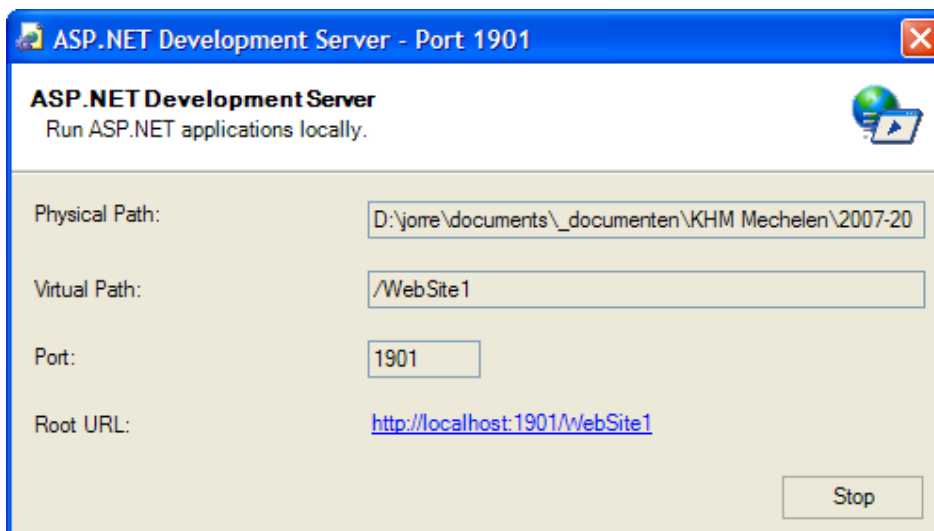 ASP.NET Development Server - Port 1901
ASP.NET Development Server
Run ASP.NET applications locally.
Physical Path: D:\jorre\documents\_documenten\KHM Mechelen\2007-20
Virtual Path: /WebSite1
Port: 1901
Root URL: http://localhost:1901/WebSite1
Stop